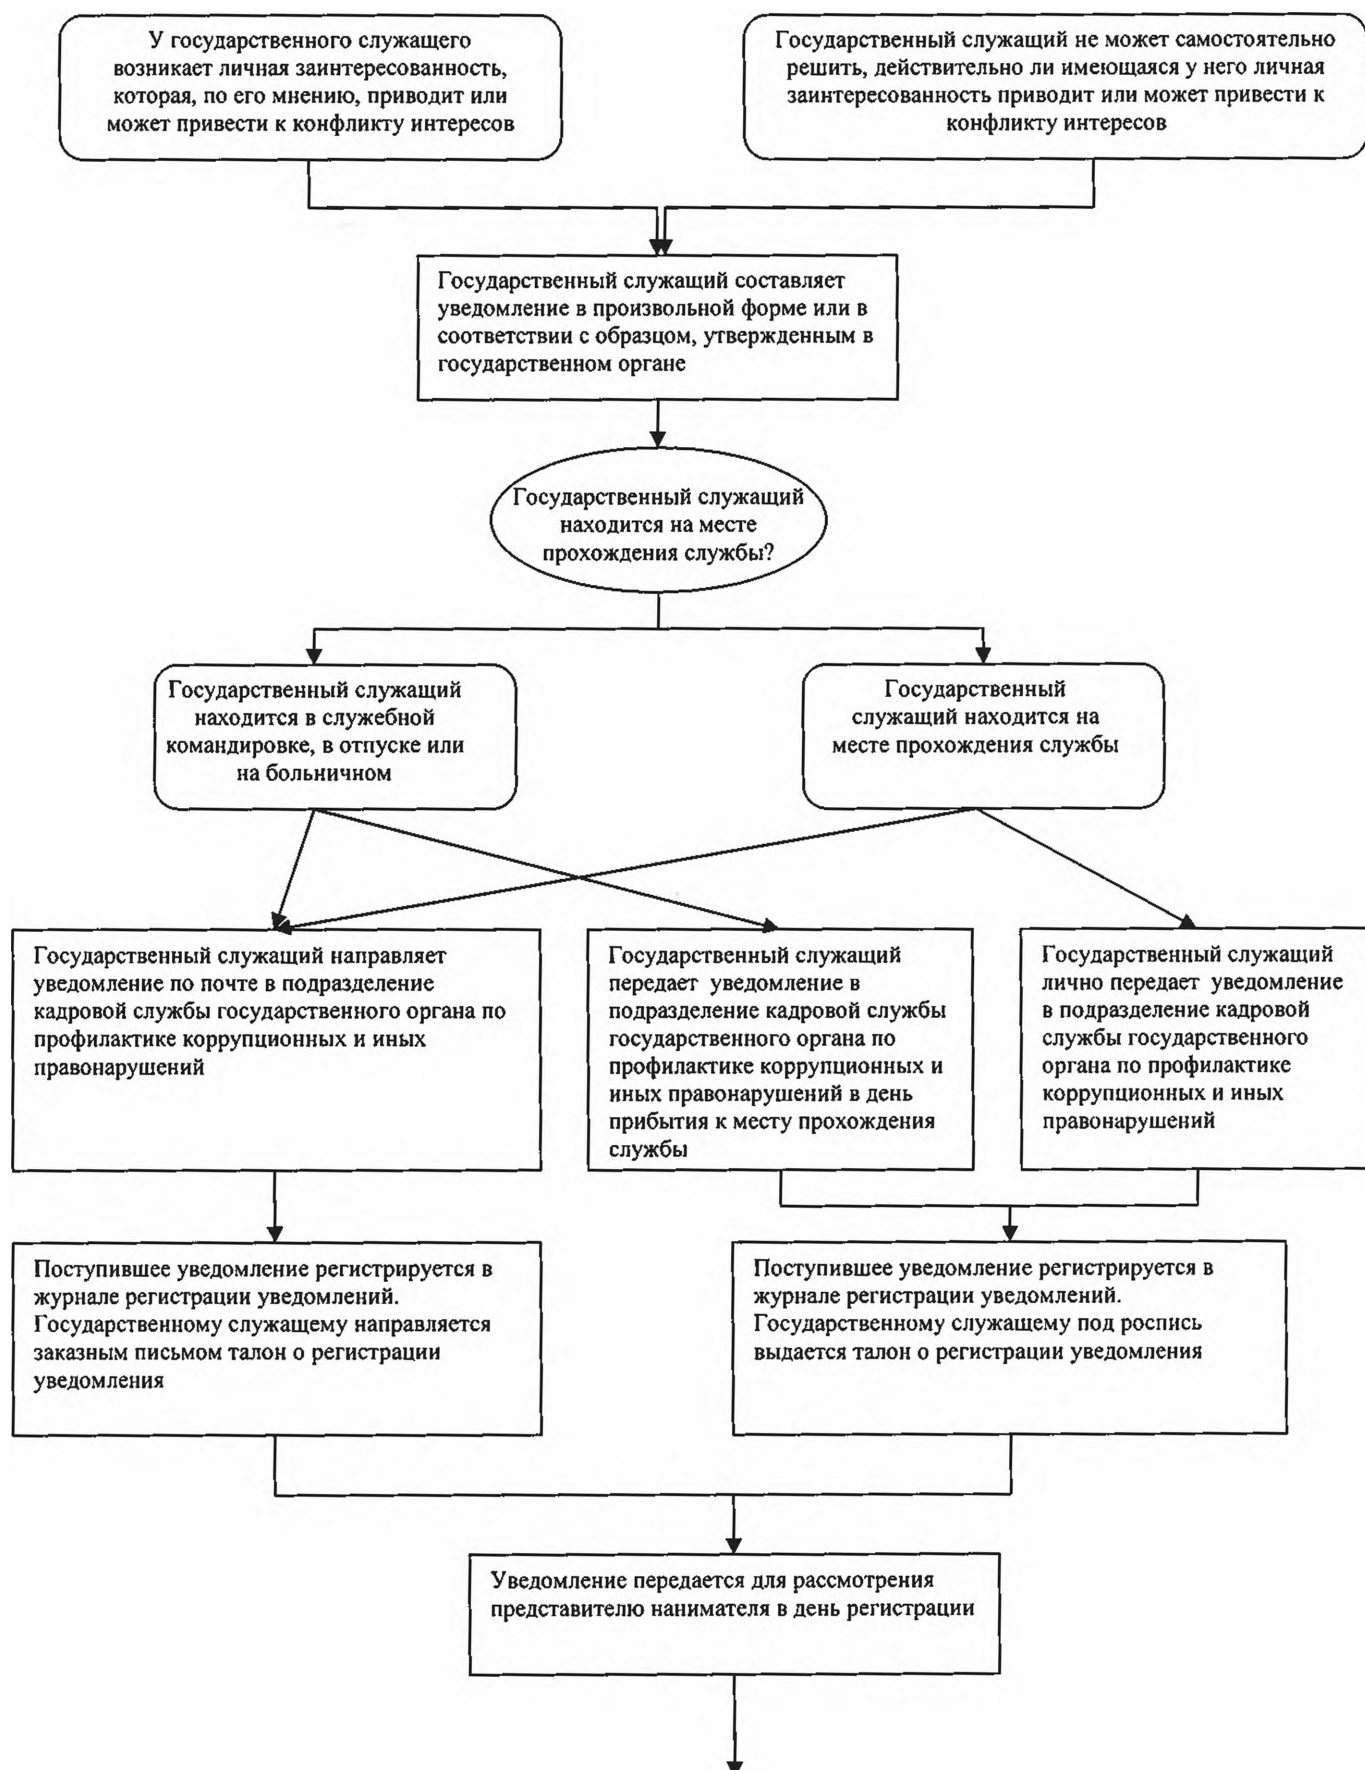 У государственного служащего
возникает личная заинтересованность,
которая, по его мнению, приводит или
может привести к конфликту интересов
Государственный служащий не может самостоятельно
решить, действительно ли имеющаяся у него личная
заинтересованность приводит или может привести к
конфликту интересов
Государственный служащий составляет
уведомление в произвольной форме или в
соответствии с образцом, утвержденным в
государственном органе
Государственный служащий
находится на месте
прохождения службы?
Государственный служащий
находится в служебной
командировке, в отпуске или
на больничном
Государственный
служащий находится на
месте прохождения службы
Государственный служащий направляет
уведомление по почте в подразделение
кадровой службы государственного органа по
профилактике коррупционных и иных
правонарушений
Государственный служащий
передает уведомление в
подразделение кадровой службы
государственного органа по
профилактике коррупционных и
иных правонарушений в день
прибытия к месту прохождения
службы
Государственный служащий
лично передает уведомление
в подразделение кадровой
службы государственного
органа по профилактике
коррупционных и иных
правонарушений
Поступившее уведомление регистрируется в
журнале регистрации уведомлений.
Государственному служащему направляется
заказным письмом талон о регистрации
уведомления
Поступившее уведомление регистрируется в
журнале регистрации уведомлений.
Государственному служащему под роспись
выдается талон о регистрации уведомления
Уведомление передается для рассмотрения
представителю нанимателя в день регистрации